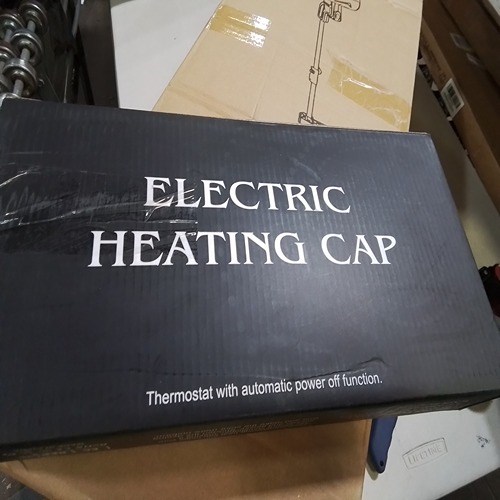 ELECTRIC
HEATING CAP
Thermostat with automatic power off function.